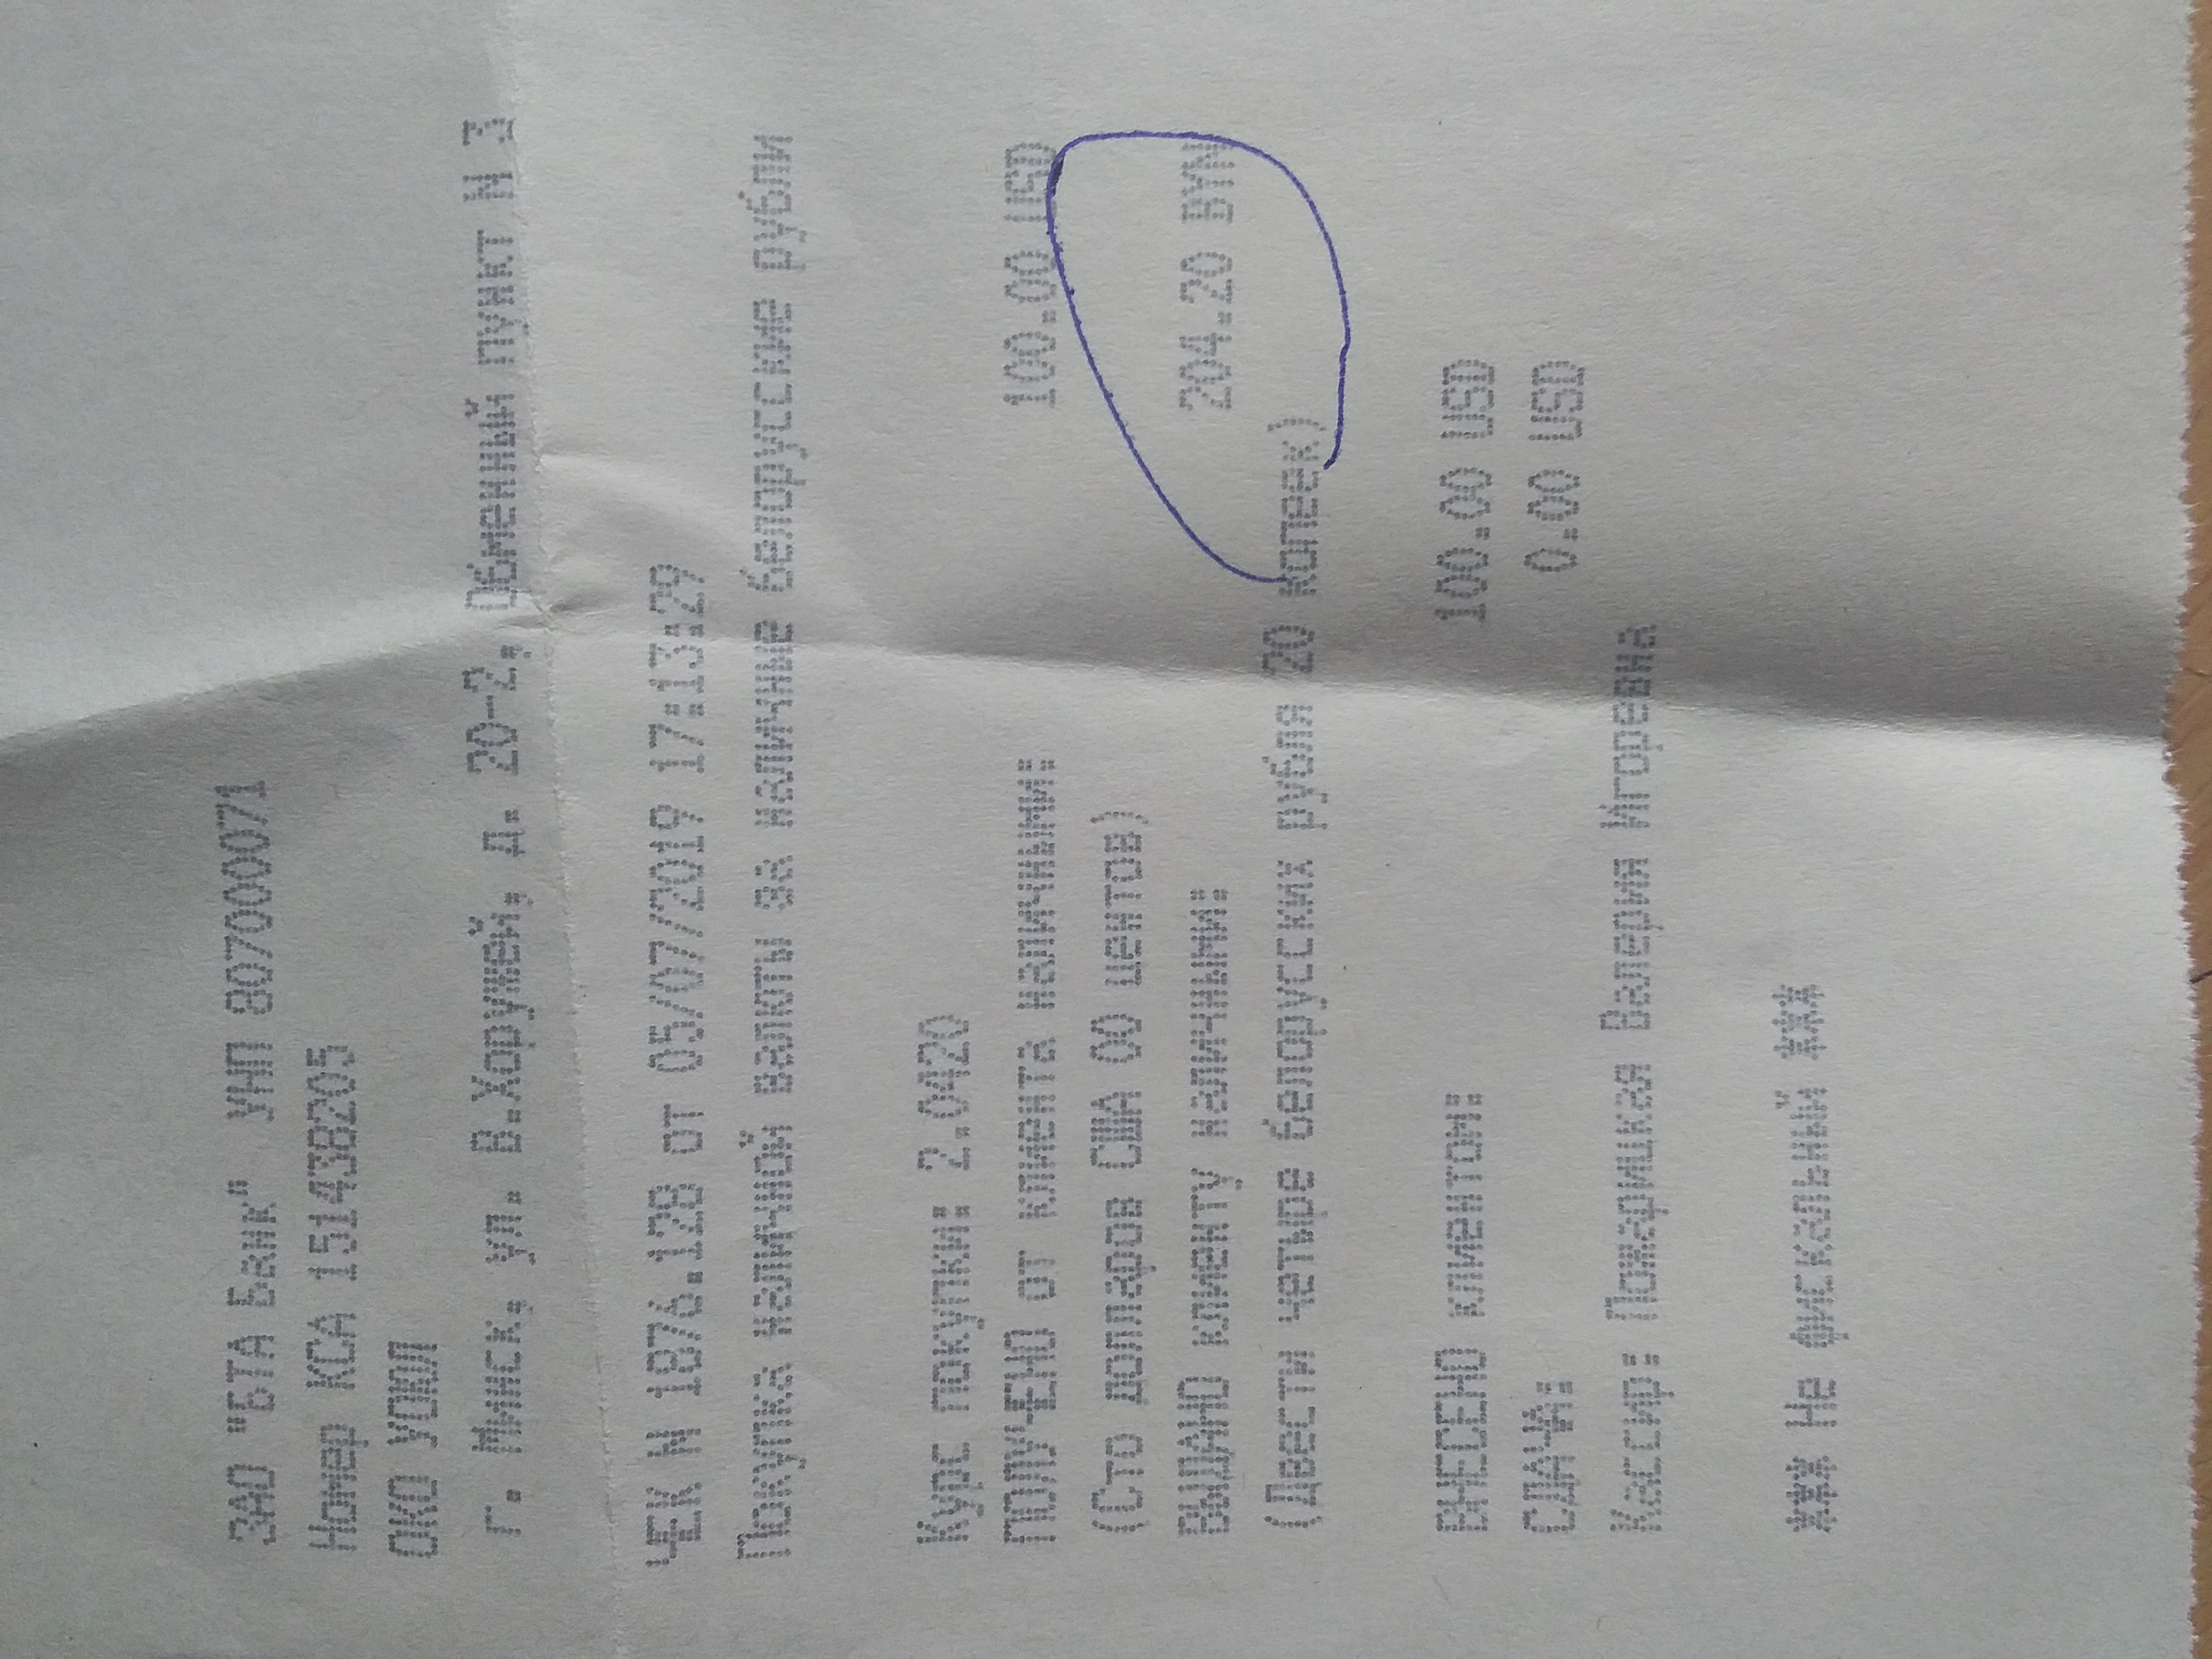 ЗАО "БТА Банк" УНП 807000071
Номер КСА 151438205
ОКО УОКО
г. Минск, ул. В.Хоружей, д. 20-2, Обменный пункт N 3
ЧЕК N 1876.138 от 05/07/2019 17:13:29
Покупка наличной валюты за наличные белорусские рубли
Курс покупки: 2.0420
ПОЛУЧЕНО от клиента наличными: 100.00 USD
(Сто долларов США 00 центов)
ВЫДАНО клиенту наличными: 204.20 BYN
(Двести четыре белорусских рубля 20 копеек)
ВНЕСЕНО клиентом: 100.00 USD
СДАЧА: 0.00 USD
Кассир: Валерия Игоревна
*** Не фискальный ***